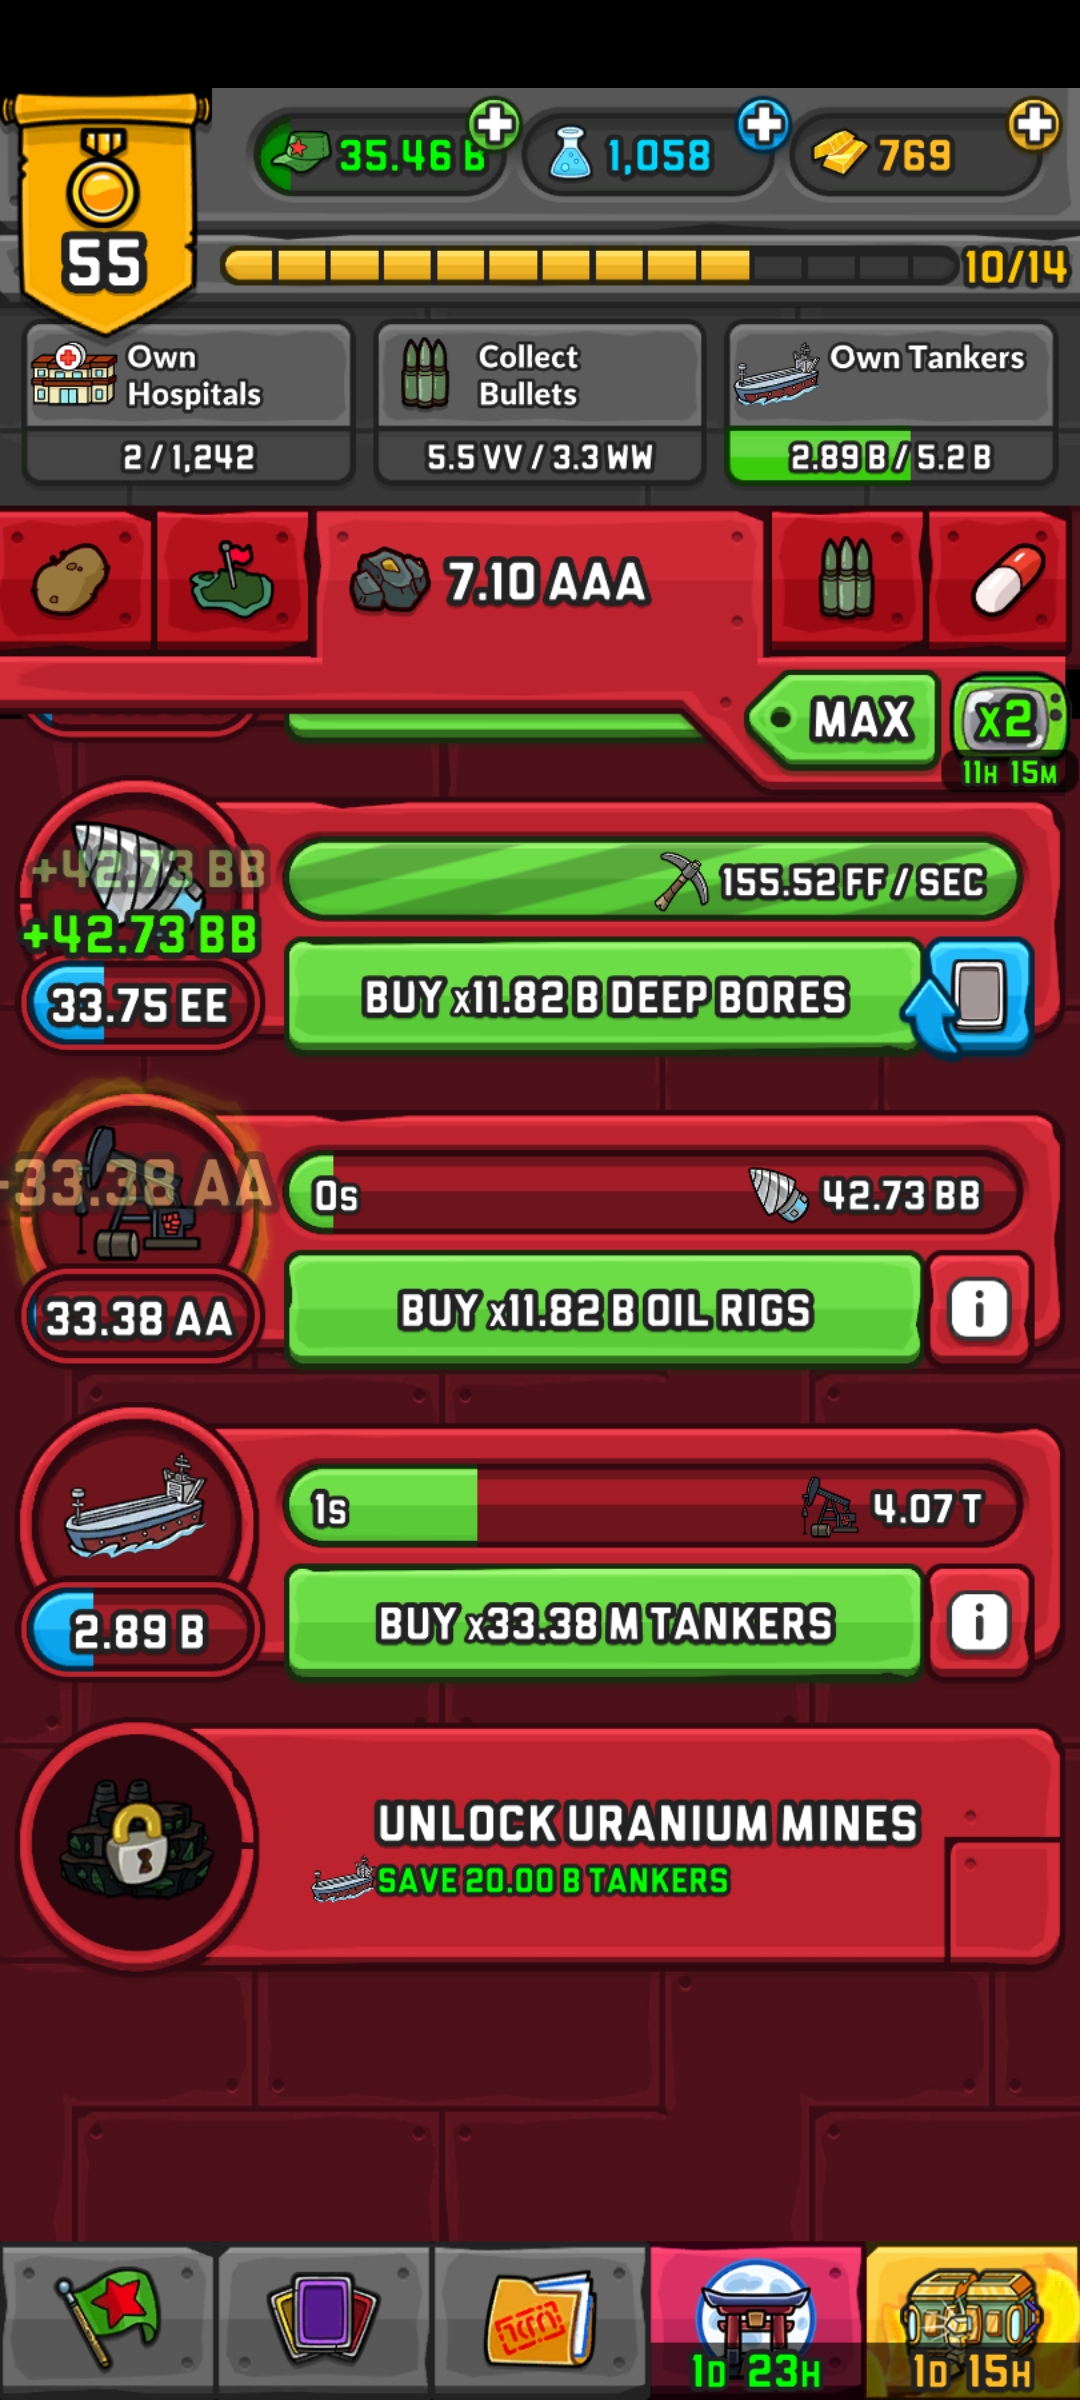 35.46 B
1,058
769
55
10/14
Own
Hospitals
2 / 1,242
Collect
Bullets
5.5 VV / 3.3 WW
Own Tankers
2.89 B / 5.2 B
7.10 AAA
MAX
x2
11H 15M
+42.73 BB
+42.73 BB
155.52 FF / SEC
33.75 EE
BUY x11.82 B DEEP BORES
-33.38 AA
0s
42.73 BB
33.38 AA
BUY x11.82 B OIL RIGS
i
1s
4.07 T
2.89 B
BUY x33.38 M TANKERS
i
UNLOCK URANIUM MINES
SAVE 20.00 B TANKERS
1D 23H
1D 15H